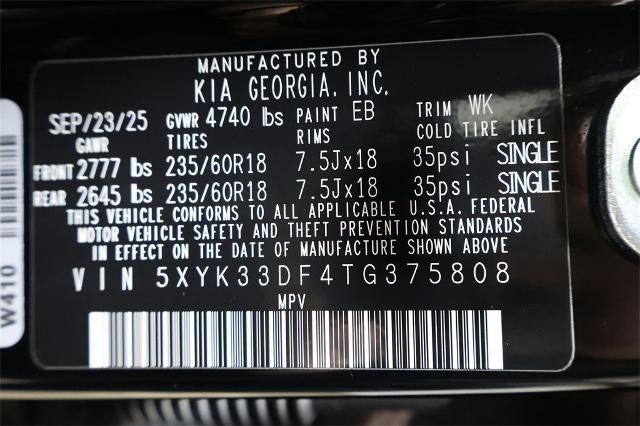 MANUFACTURED BY
KIA GEORGIA, INC.
SEP/23/25 GVWR 4740 lbs PAINT EB TRIM WK
GAWR TIRES RIMS COLD TIRE INFL
FRONT 2777 lbs 235/60R18 7.5Jx18 35psi SINGLE
REAR 2645 lbs 235/60R18 7.5Jx18 35psi SINGLE
THIS VEHICLE CONFORMS TO ALL APPLICABLE U.S.A. FEDERAL
MOTOR VEHICLE SAFETY AND THEFT PREVENTION STANDARDS
IN EFFECT ON THE DATE OF MANUFACTURE SHOWN ABOVE
VIN 5XYK33DF4TG375808
MPV
W410